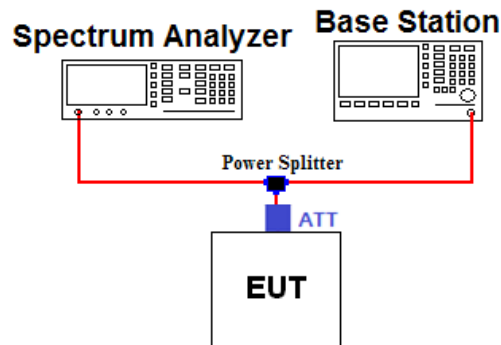 Spectrum Analyzer
Base Station
Power Splitter
ATT
EUT